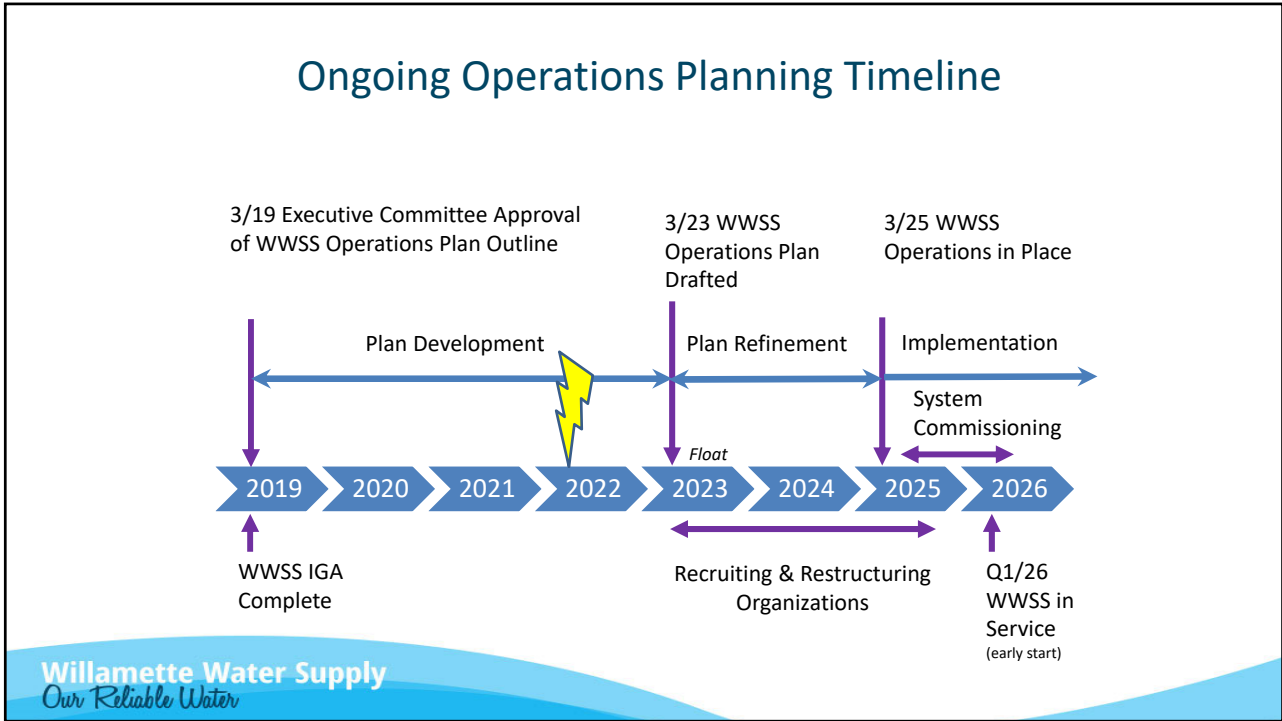 Ongoing Operations Planning Timeline
3/19 Executive Committee Approval
of WWSS Operations Plan Outline
3/23 WWSS
Operations Plan
Drafted
3/25 WWSS
Operations in Place
Plan Development
Plan Refinement
Implementation
System
Commissioning
Float
2019
2020
2021
2022
2023
2024
2025
2026
WWSS IGA
Complete
Recruiting & Restructuring
Organizations
Q1/26
WWSS in
Service
(early start)
Willamette Water Supply
Our Reliable Water